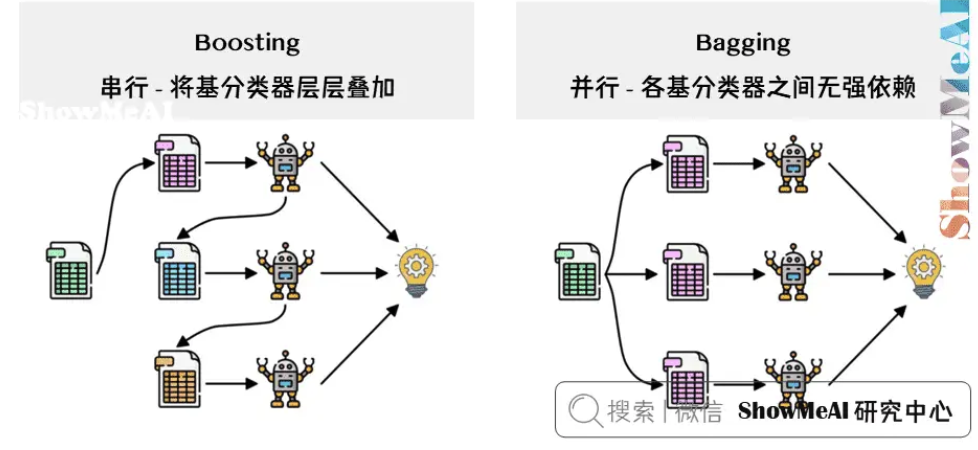 Boosting
串行 - 将基分类器层层叠加
ShowMeAI
Bagging
并行 - 各基分类器之间无强依赖
ShowMeAI
搜索 | 微信 ShowMeAI 研究中心